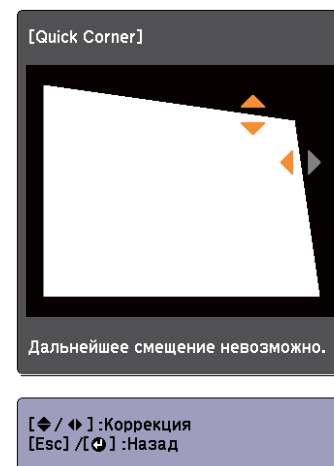 [Quick Corner]
Дальнейшее смещение невозможно.
[ / ] :Коррекция
[Esc] /[ ] :Назад